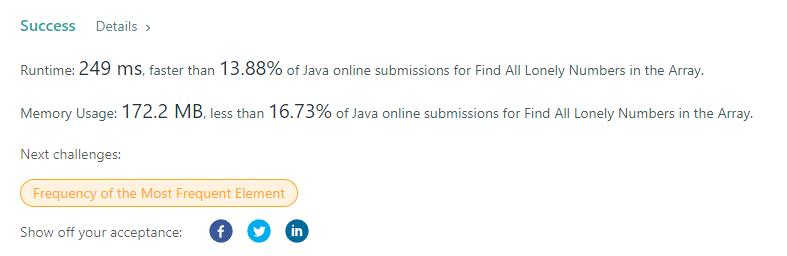 Success Details ›
Runtime: 249 ms, faster than 13.88% of Java online submissions for Find All Lonely Numbers in the Array.
Memory Usage: 172.2 MB, less than 16.73% of Java online submissions for Find All Lonely Numbers in the Array.
Next challenges:
Frequency of the Most Frequent Element
Show off your acceptance: f in